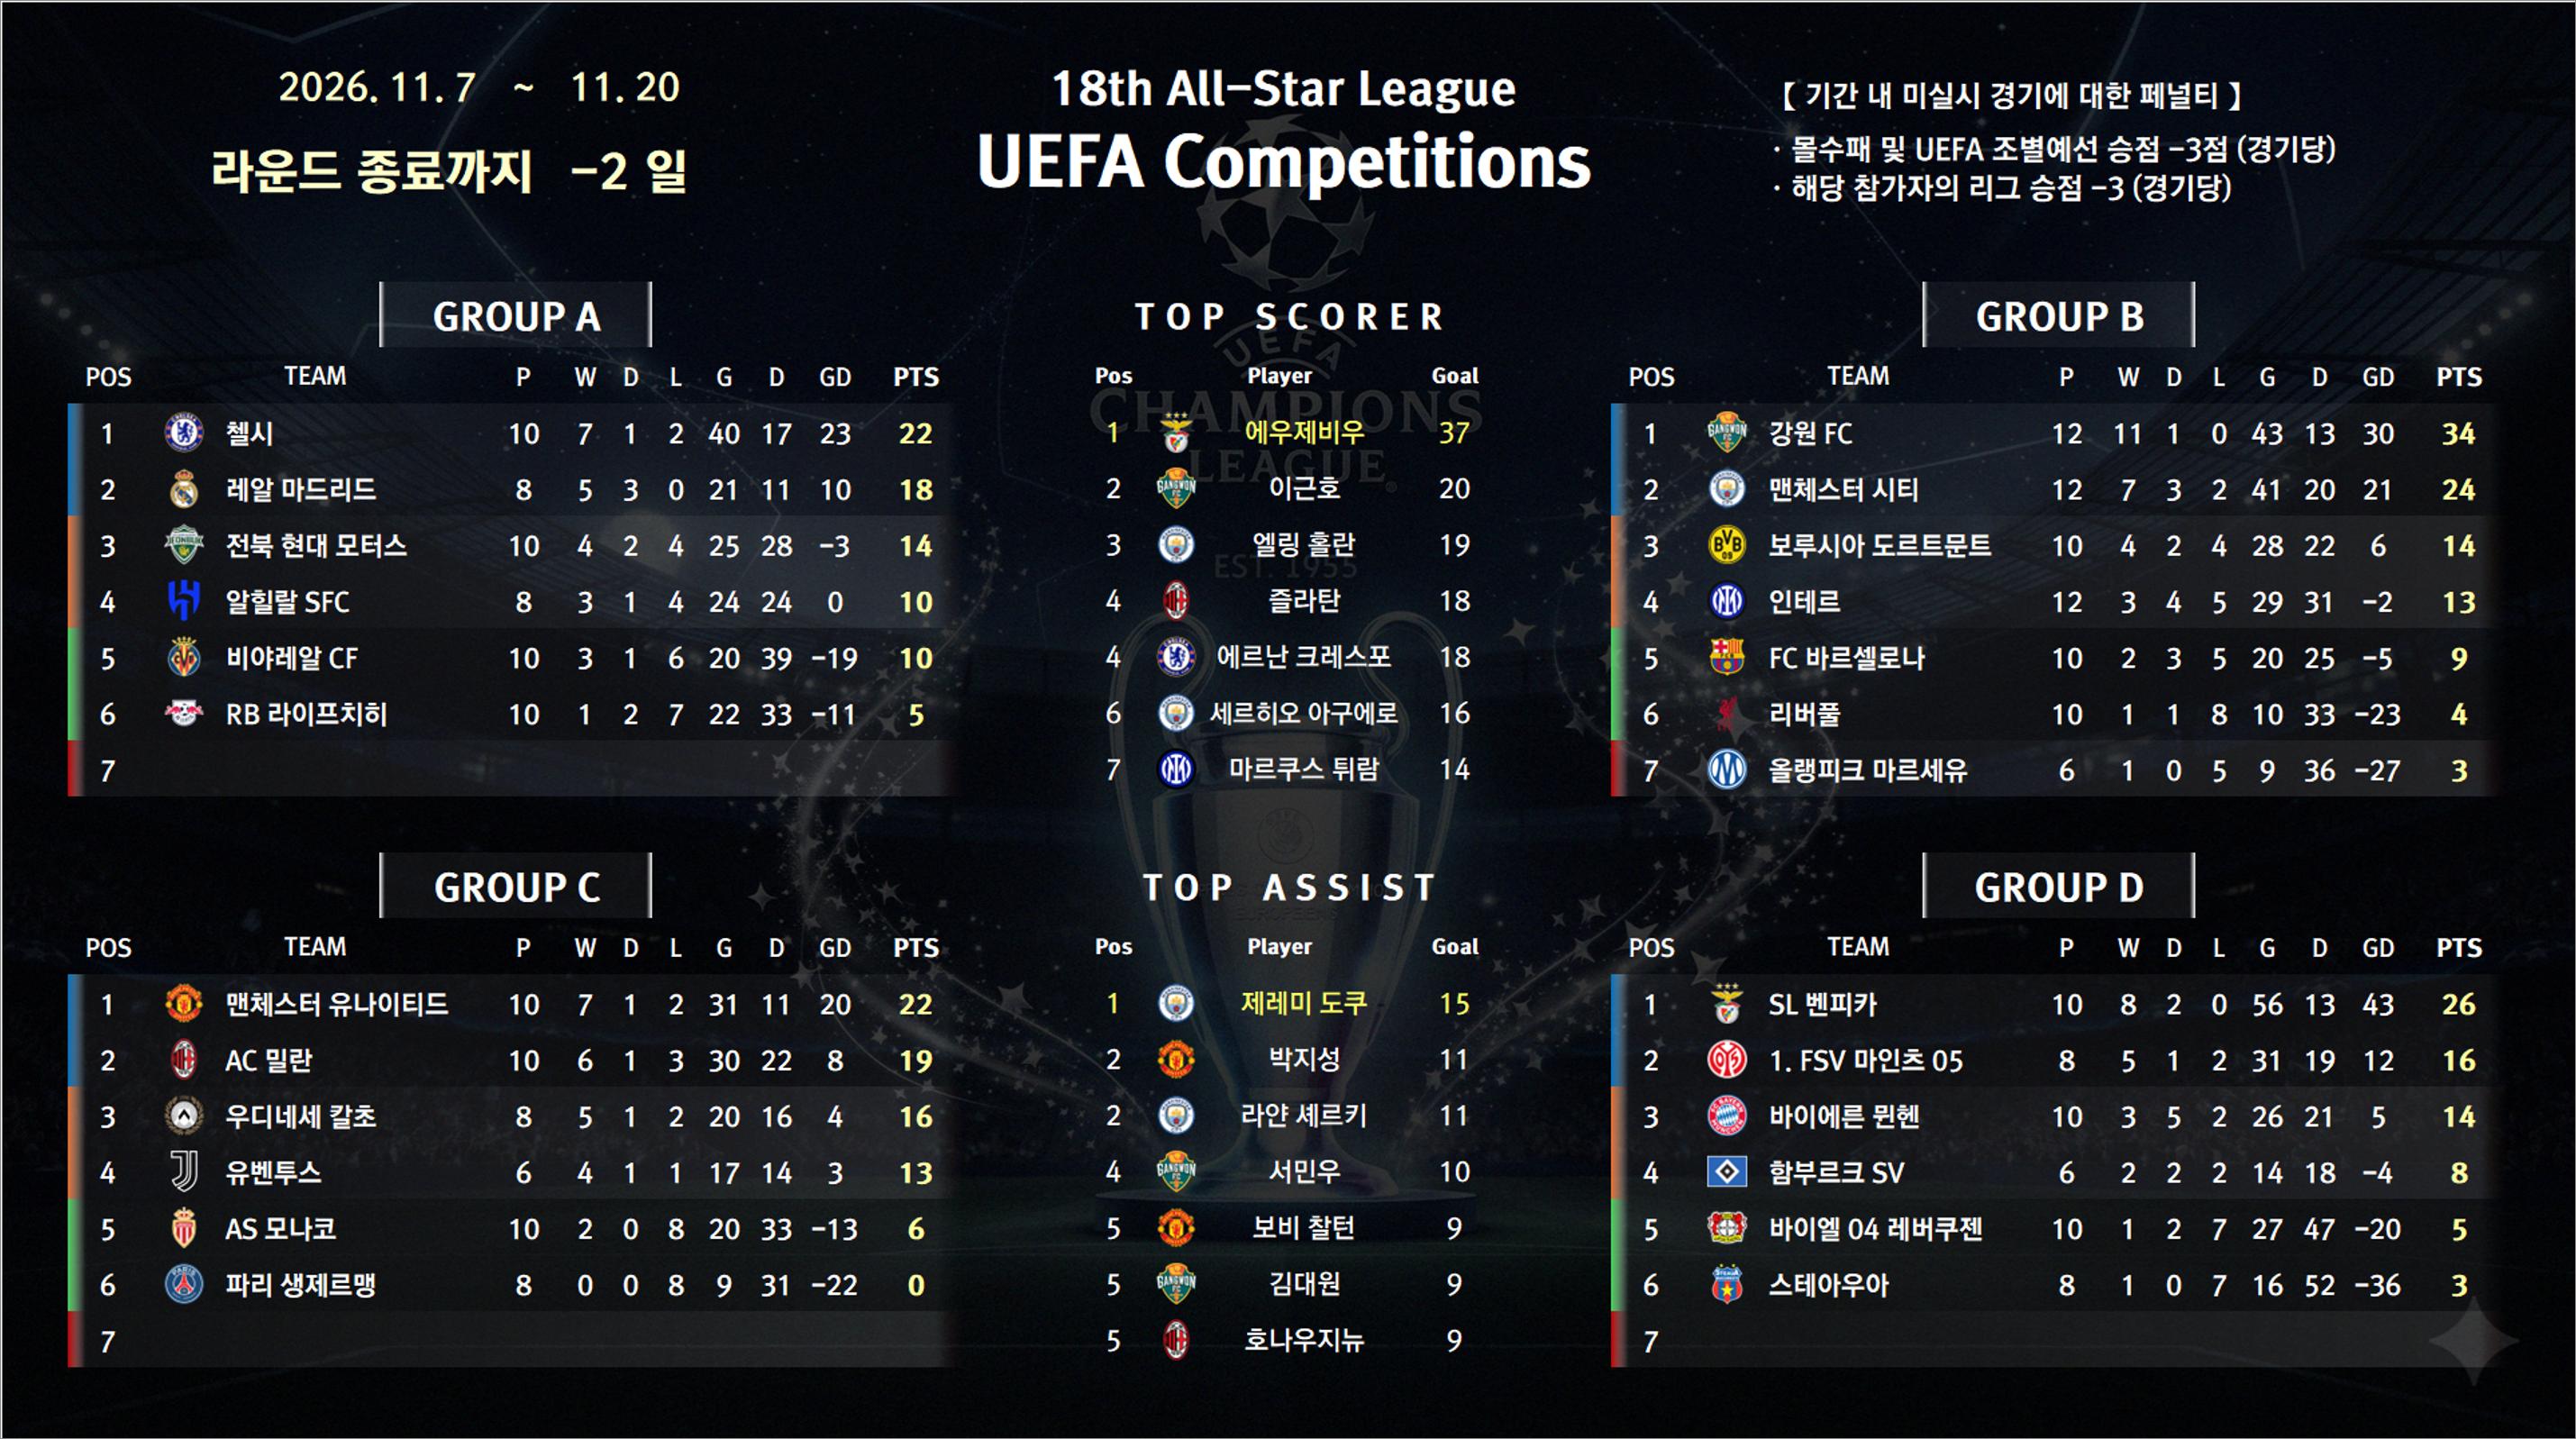 2026. 11. 7 ~ 11. 20
라운드 종료까지 -2 일
18th All-Star League
UEFA Competitions
【 기간 내 미실시 경기에 대한 페널티 】
· 몰수패 및 UEFA 조별예선 승점 -3점 (경기당)
· 해당 참가자의 리그 승점 -3 (경기당)
GROUP A
POS TEAM P W D L G D GD PTS
1 첼시 10 7 1 2 40 17 23 22
2 레알 마드리드 8 5 3 0 21 11 10 18
3 전북 현대 모터스 10 4 2 4 25 28 -3 14
4 알힐랄 SFC 8 3 1 4 24 24 0 10
5 비야레알 CF 10 3 1 6 20 39 -19 10
6 RB 라이프치히 10 1 2 7 22 33 -11 5
7
TOP SCORER
Pos Player Goal
1 에우제비우 37
2 이근호 20
3 엘링 홀란 19
4 즐라탄 18
4 에르난 크레스포 18
6 세르히오 아구에로 16
7 마르쿠스 튀람 14
UEFA
CHAMPIONS
LEAGUE
EST. 1955
GROUP B
POS TEAM P W D L G D GD PTS
1 강원 FC 12 11 1 0 43 13 30 34
2 맨체스터 시티 12 7 3 2 41 20 21 24
3 보루시아 도르트문트 10 4 2 4 28 22 6 14
4 인테르 12 3 4 5 29 31 -2 13
5 FC 바르셀로나 10 2 3 5 20 25 -5 9
6 리버풀 10 1 1 8 10 33 -23 4
7 올랭피크 마르세유 6 1 0 5 9 36 -27 3
GROUP C
POS TEAM P W D L G D GD PTS
1 맨체스터 유나이티드 10 7 1 2 31 11 20 22
2 AC 밀란 10 6 1 3 30 22 8 19
3 우디네세 칼초 8 5 1 2 20 16 4 16
4 유벤투스 6 4 1 1 17 14 3 13
5 AS 모나코 10 2 0 8 20 33 -13 6
6 파리 생제르맹 8 0 0 8 9 31 -22 0
7
TOP ASSIST
Pos Player Goal
1 제레미 도쿠 15
2 박지성 11
2 라얀 셰르키 11
4 서민우 10
5 보비 찰턴 9
5 김대원 9
5 호나우지뉴 9
GROUP D
POS TEAM P W D L G D GD PTS
1 SL 벤피카 10 8 2 0 56 13 43 26
2 1. FSV 마인츠 05 8 5 1 2 31 19 12 16
3 바이에른 뮌헨 10 3 5 2 26 21 5 14
4 함부르크 SV 6 2 2 2 14 18 -4 8
5 바이엘 04 레버쿠젠 10 1 2 7 27 47 -20 5
6 스테아우아 8 1 0 7 16 52 -36 3
7